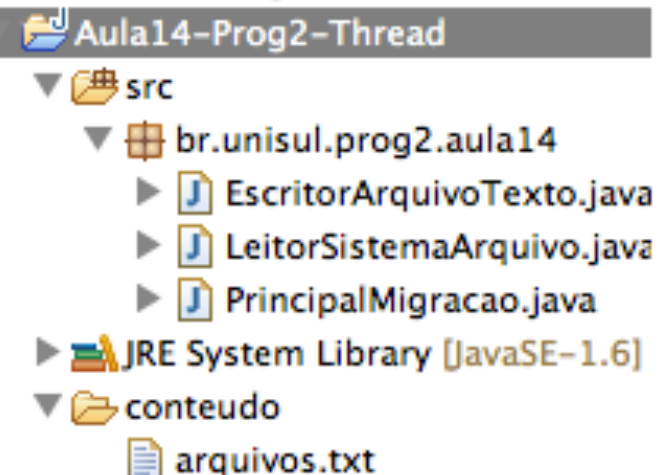 Aula14-Prog2-Thread
src
br.unisul.prog2.aula14
EscritorArquivoTexto.java
LeitorSistemaArquivo.java
PrincipalMigracao.java
JRE System Library [JavaSE-1.6]
conteudo
arquivos.txt